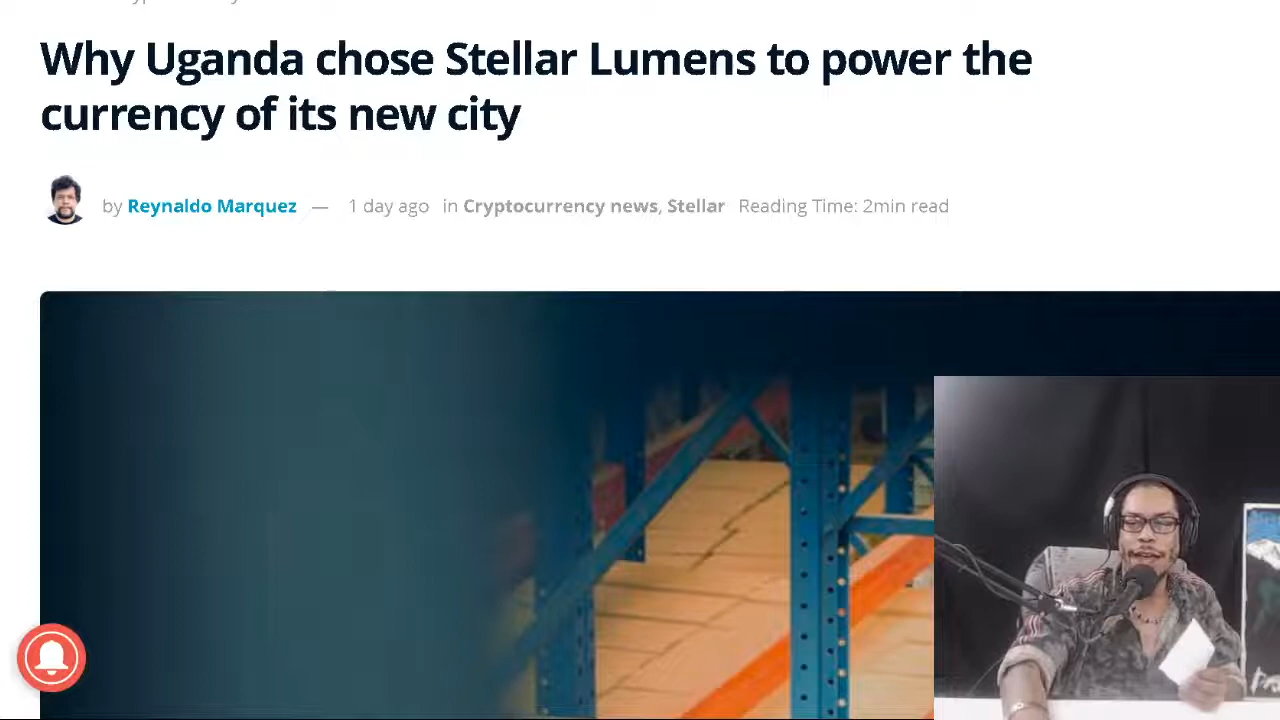 Why Uganda chose Stellar Lumens to power the
currency of its new city
by Reynaldo Marquez — 1 day ago in Cryptocurrency news, Stellar Reading Time: 2min read